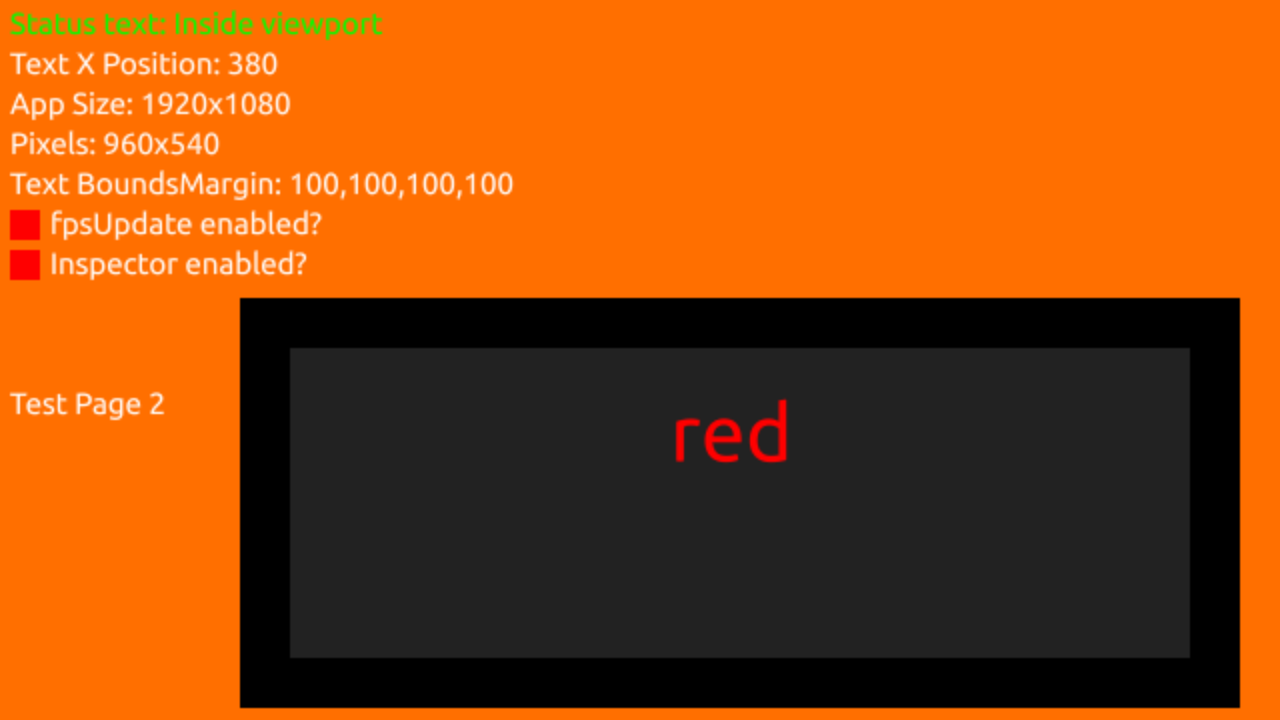 Status text: Inside viewport
Text X Position: 380
App Size: 1920x1080
Pixels: 960x540
Text BoundsMargin: 100,100,100,100
fpsUpdate enabled?
Inspector enabled?
Test Page 2
red